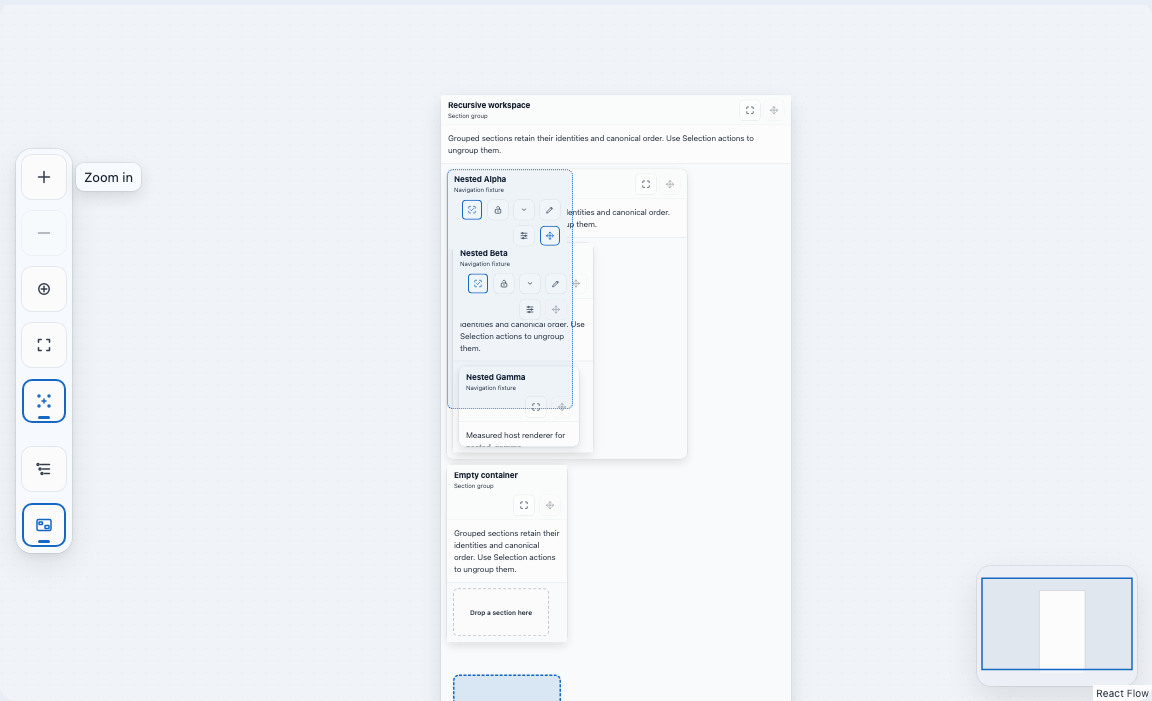 Recursive workspace
Section group
Grouped sections retain their identities and canonical order. Use Selection actions to
ungroup them.
Zoom in
Nested Alpha
Navigation fixture
identities and canonical order.
them.
Nested Beta
Navigation fixture
identities and canonical order. Use
Selection actions to ungroup
them.
Nested Gamma
Navigation fixture
Measured host renderer for
Empty container
Section group
Grouped sections retain their
identities and canonical
order. Use Selection actions
to ungroup them.
Drop a section here
React Flow